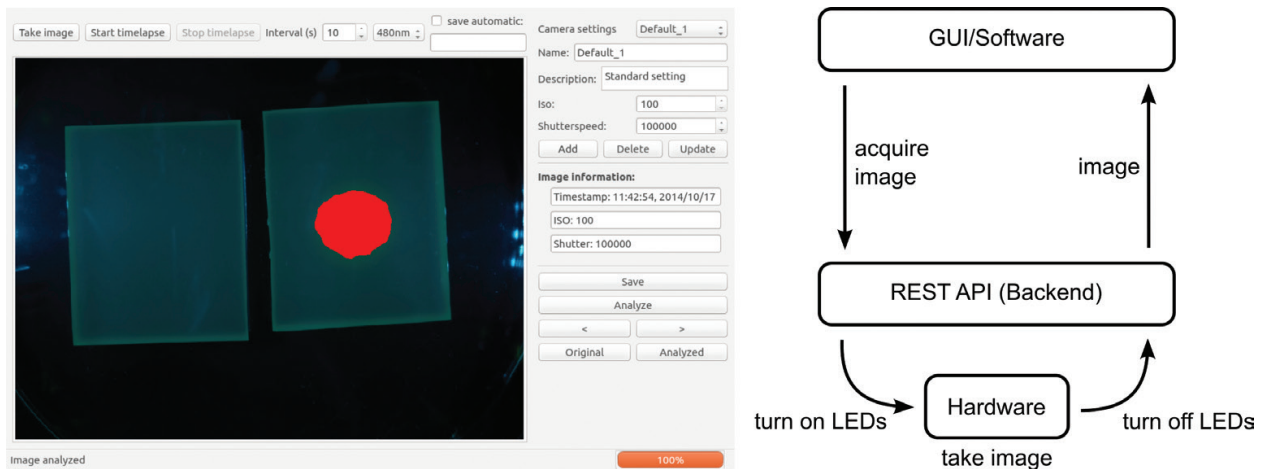 Take image Start timelapse Stop timelapse Interval (s) 10 480nm save automatic:
Camera settings Default_1
Name: Default_1
Description: Standard setting
Iso: 100
Shutterspeed: 100000
Add Delete Update
Image information:
Timestamp: 11:42:54, 2014/10/17
ISO: 100
Shutter: 100000
Save
Analyze
< >
Original Analyzed
Image analyzed 100%
GUI/Software
acquire
image
image
REST API (Backend)
turn on LEDs
Hardware
turn off LEDs
take image